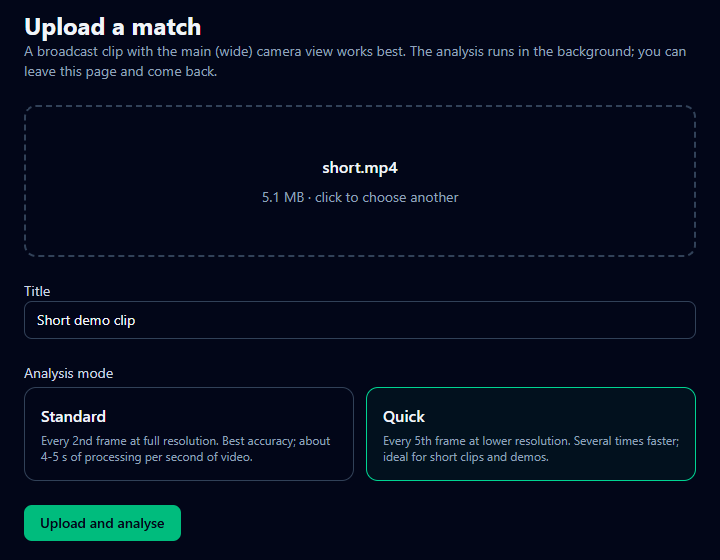 Upload a match
A broadcast clip with the main (wide) camera view works best. The analysis runs in the background; you can
leave this page and come back.
short.mp4
5.1 MB · click to choose another
Title
Short demo clip
Analysis mode
Standard
Every 2nd frame at full resolution. Best accuracy; about
4-5 s of processing per second of video.
Quick
Every 5th frame at lower resolution. Several times faster;
ideal for short clips and demos.
Upload and analyse